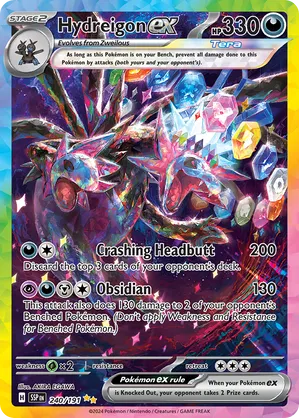 STAGE2
Hydreigon ex
HP 330
Evolves from Zweilous
Tera
As long as this Pokémon is on your Bench, prevent all damage done to this
Pokémon by attacks (both yours and your opponent's).
Crashing Headbutt 200
Discard the top 3 cards of your opponent's deck.
Obsidian 130
This attack also does 130 damage to 2 of your opponent's
Benched Pokémon. (Don't apply Weakness and Resistance
for Benched Pokémon.)
weakness ×2 resistance retreat
Illus. AKIRA EGAWA
H SSP EN 240/191
Pokémon ex rule
When your Pokémon ex
is Knocked Out, your opponent takes 2 Prize cards.
©2024 Pokémon / Nintendo / Creatures / GAME FREAK